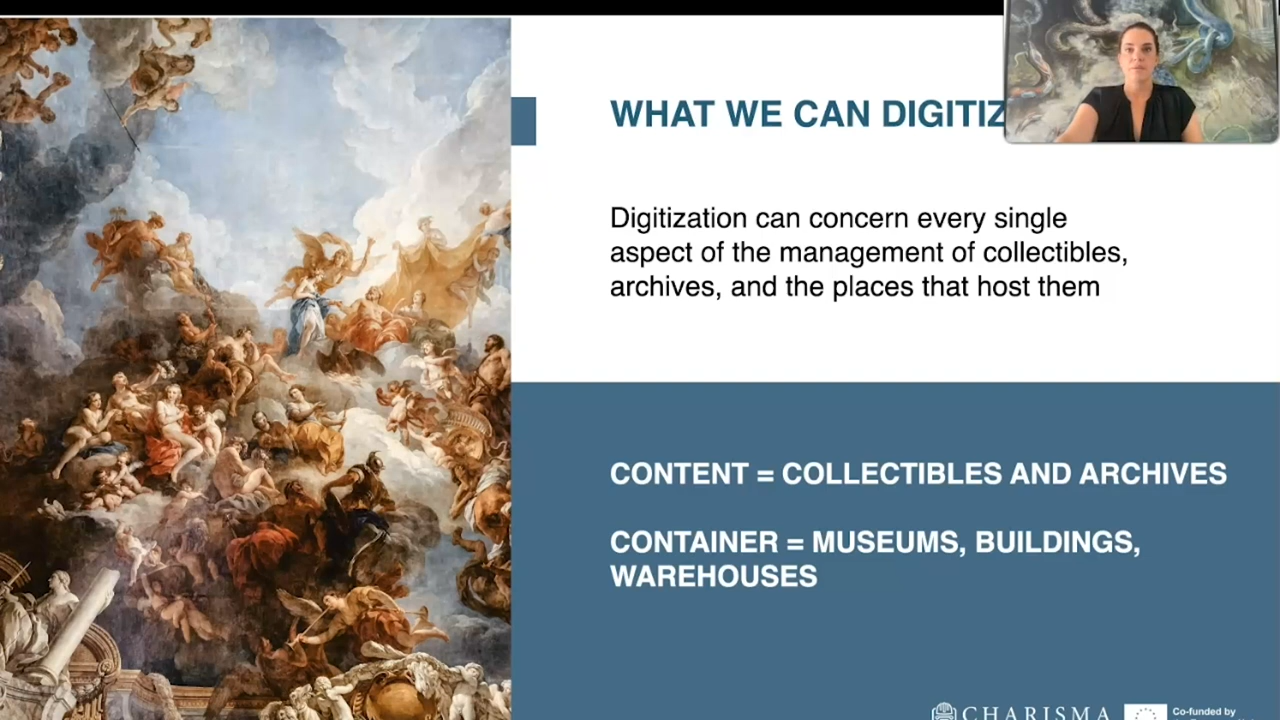 WHAT WE CAN DIGITIZ
Digitization can concern every single
aspect of the management of collectibles,
archives, and the places that host them
CONTENT = COLLECTIBLES AND ARCHIVES
CONTAINER = MUSEUMS, BUILDINGS,
WAREHOUSES
CHARISMA
Co-funded by